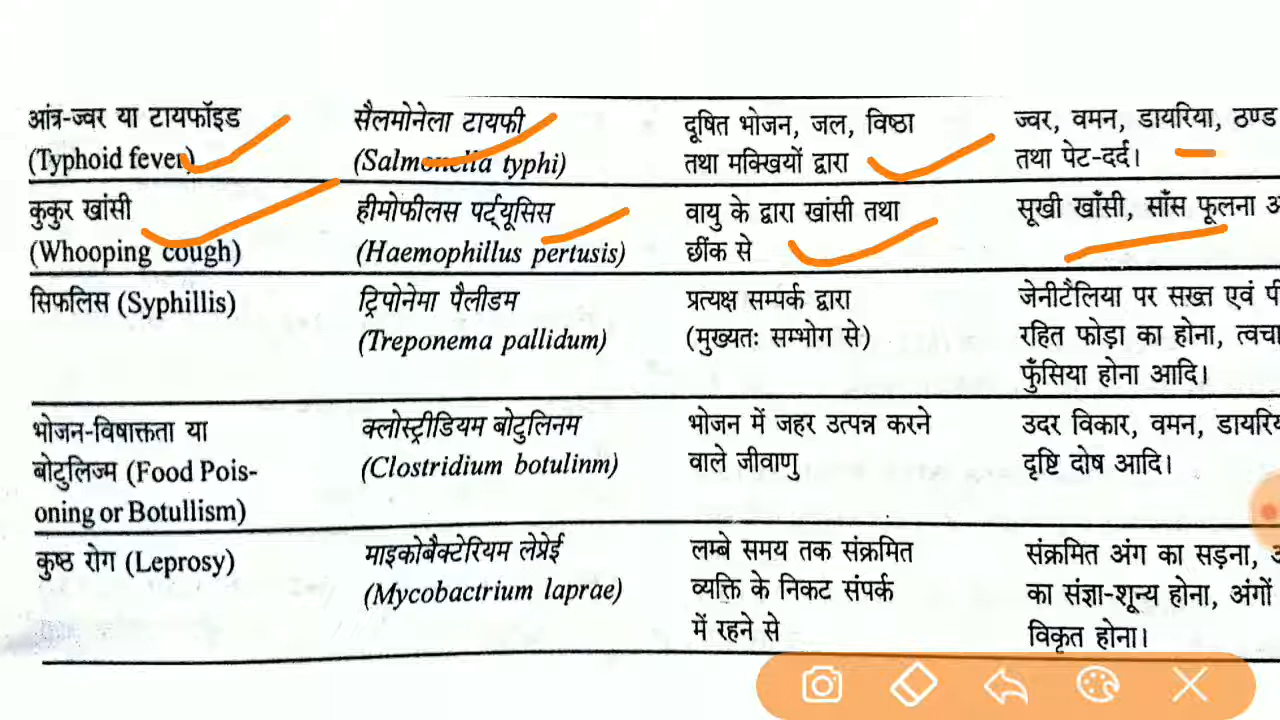 आंत्र-ज्वर या टायफॉइड
(Typhoid fever)
सैलमोनेला टायफी
(Salmonella typhi)
दूषित भोजन, जल, विष्ठा
तथा मक्खियों द्वारा
ज्वर, वमन, डायरिया, ठण्ड
तथा पेट-दर्द।
कुकुर खांसी
(Whooping cough)
हीमोफीलस पर्ट्यूसिस
(Haemophillus pertusis)
वायु के द्वारा खांसी तथा
छींक से
सूखी खाँसी, साँस फूलना
सिफलिस (Syphillis)
ट्रिपोनेमा पैलीडम
(Treponema pallidum)
प्रत्यक्ष सम्पर्क द्वारा
(मुख्यतः सम्भोग से)
जेनीटैलिया पर सख्त एवं
रहित फोड़ा का होना, त्वचा
फुँसिया होना आदि।
भोजन-विषाक्तता या
बोटुलिज्म (Food Pois-
oning or Botullism)
क्लोस्ट्रीडियम बोटुलिनम
(Clostridium botulinm)
भोजन में जहर उत्पन्न करने
वाले जीवाणु
उदर विकार, वमन,
दृष्टि दोष आदि।
कुष्ठ रोग (Leprosy)
माइकोबैक्टेरियम लेप्रेई
(Mycobactrium laprae)
लम्बे समय तक संक्रमित
व्यक्ति के निकट संपर्क
में रहने से
संक्रमित अंग का सड़ना,
का संज्ञा-शून्य होना, अंगों
विकृत होना।